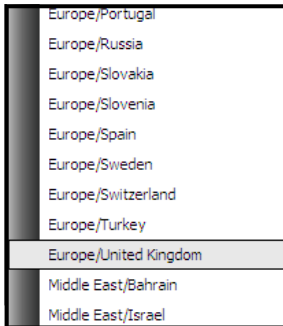 Europe/Portugal
Europe/Russia
Europe/Slovakia
Europe/Slovenia
Europe/Spain
Europe/Sweden
Europe/Switzerland
Europe/Turkey
Europe/United Kingdom
Middle East/Bahrain
Middle East/Israel